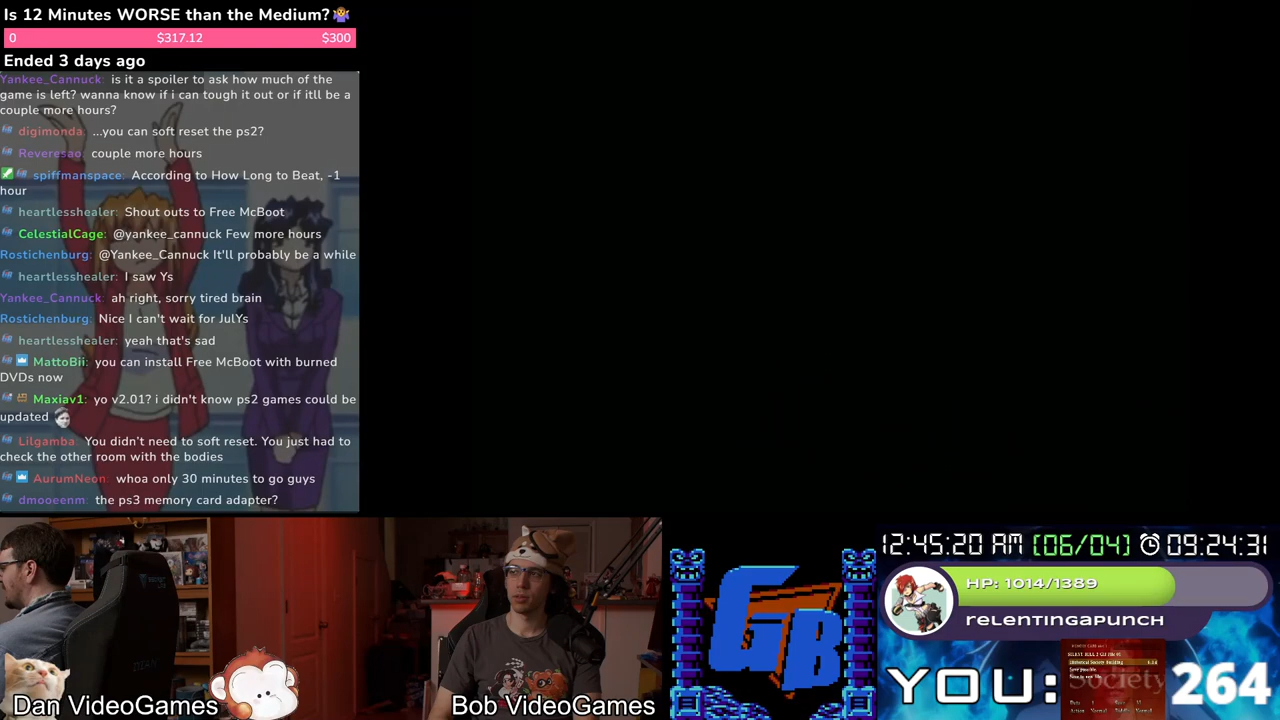 Is 12 Minutes WORSE than the Medium?🤷‍♀️
0 $317.12 $300
Ended 3 days ago
Yankee_Cannuck: is it a spoiler to ask how much of the
game is left? wanna know if i can tough it out or if itll be a
couple more hours?
digimonda: ...you can soft reset the ps2?
Reveresao: couple more hours
spiffmanspace: According to How Long to Beat, -1
hour
heartlesshealer: Shout outs to Free McBoot
CelestialCage: @yankee_cannuck Few more hours
Rostichenburg: @Yankee_Cannuck It'll probably be a while
heartlesshealer: I saw Ys
Yankee_Cannuck: ah right, sorry tired brain
Rostichenburg: Nice I can't wait for JulYs
heartlesshealer: yeah that's sad
MattoBii: you can install Free McBoot with burned
DVDs now
Maxiav1: yo v2.01? i didn't know ps2 games could be
updated
Lilgamba: You didn't need to soft reset. You just had to
check the other room with the bodies
AurumNeon: whoa only 30 minutes to go guys
dmooeenm: the ps3 memory card adapter?
Dan VideoGames
Bob VideoGames
GB
12:45:20 AM [06/04] 09:24:31
HP: 1014/1389
RELENTINGAPUNCH
YOU:
Historical Society Building
Society
264